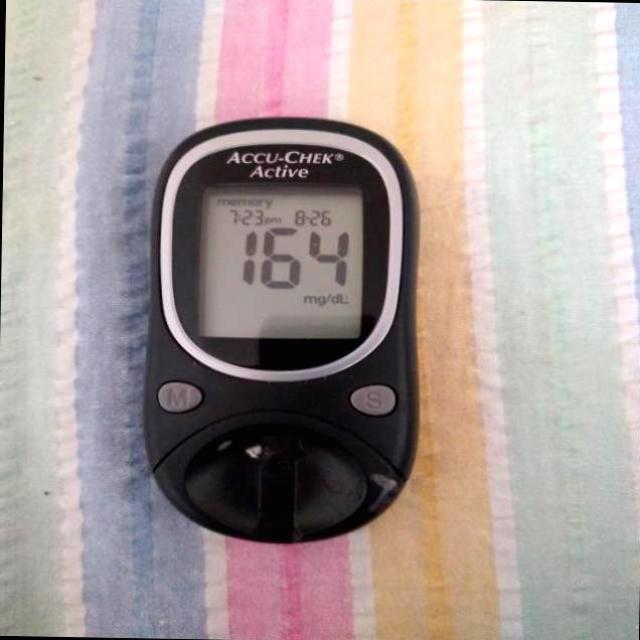 ACCU-CHEK®
Active
memory
7:23pm 8-26
164
mg/dL
M S